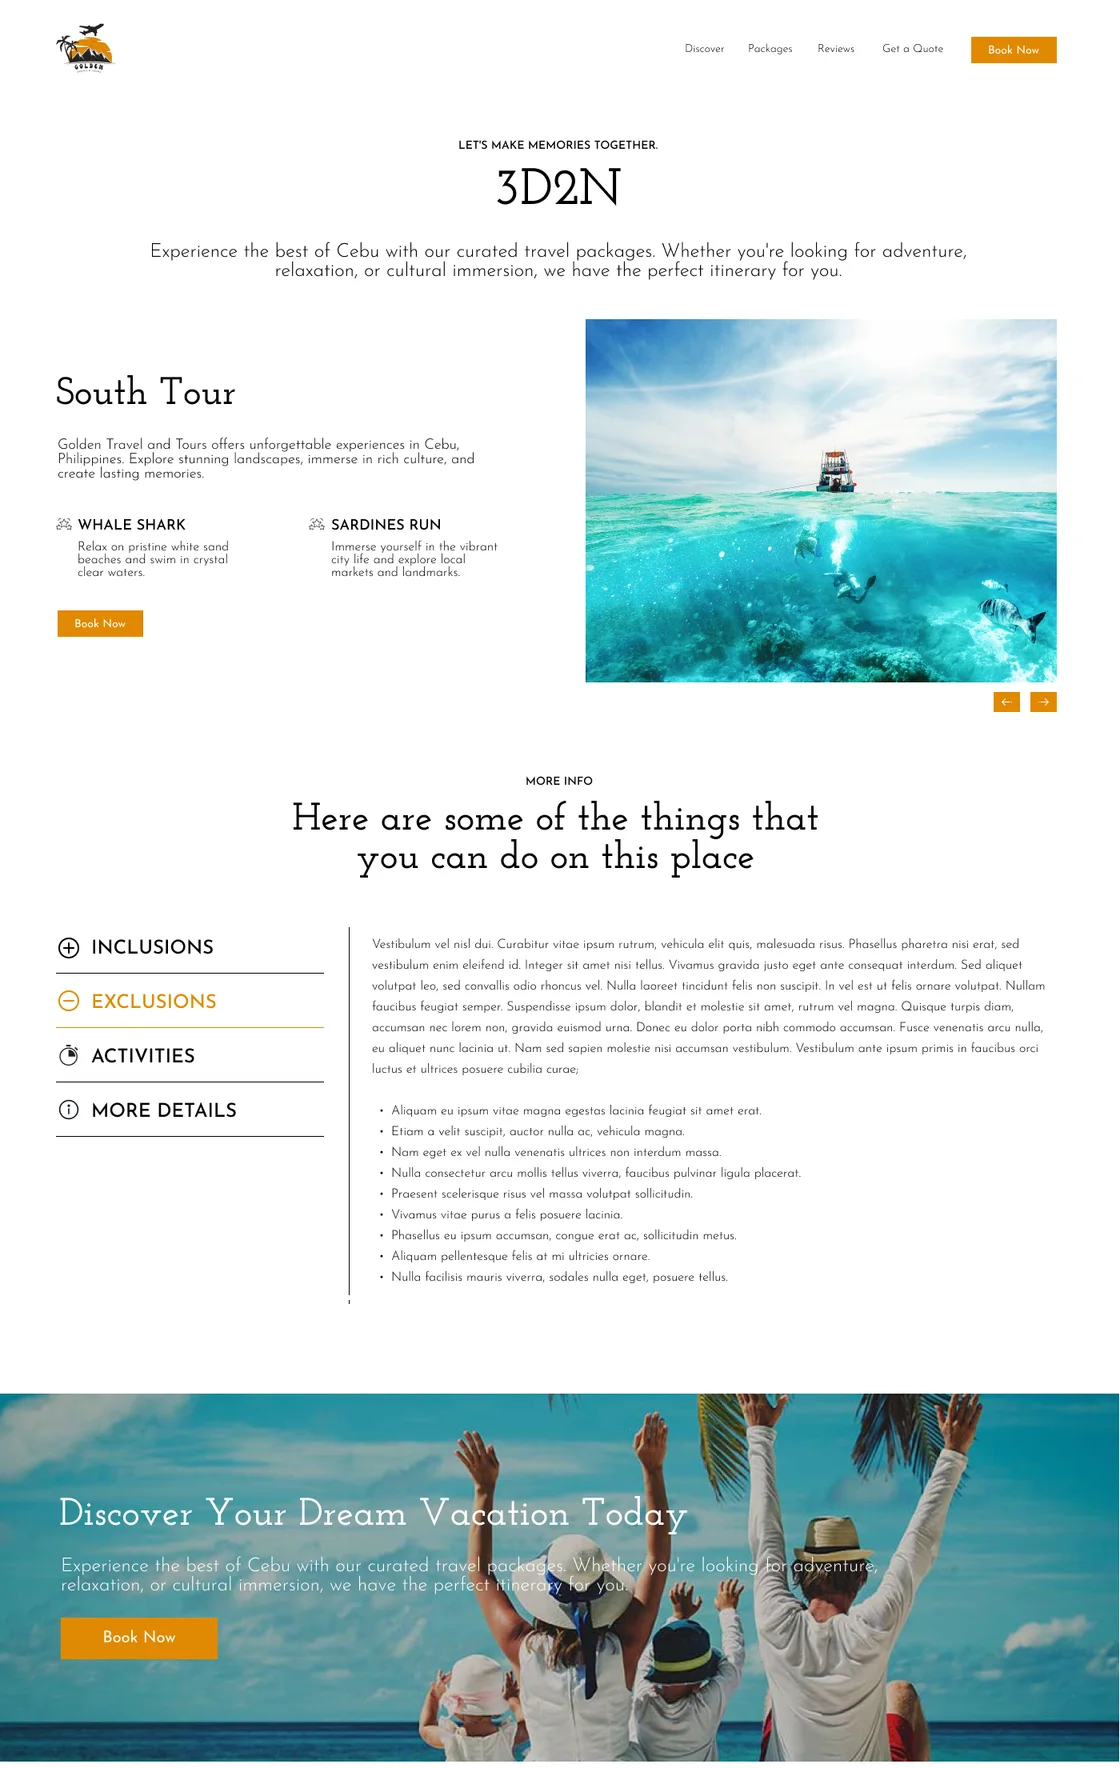 GOLDEN
Discover
Packages
Reviews
Get a Quote
Book Now
LET'S MAKE MEMORIES TOGETHER.
3D2N
Experience the best of Cebu with our curated travel packages. Whether you're looking for adventure,
relaxation, or cultural immersion, we have the perfect itinerary for you.
South Tour
Golden Travel and Tours offers unforgettable experiences in Cebu,
Philippines. Explore stunning landscapes, immerse in rich culture, and
create lasting memories.
WHALE SHARK
Relax on pristine white sand
beaches and swim in crystal
clear waters.
SARDINES RUN
Immerse yourself in the vibrant
city life and explore local
markets and landmarks.
Book Now
MORE INFO
Here are some of the things that
you can do on this place
INCLUSIONS
EXCLUSIONS
ACTIVITIES
MORE DETAILS
Vestibulum vel nisl dui. Curabitur vitae ipsum rutrum, vehicula elit quis, malesuada risus. Phasellus pharetra nisi erat, sed
vestibulum enim eleifend id. Integer sit amet nisi tellus. Vivamus gravida justo eget ante consequat interdum. Sed aliquet
volutpat leo, sed convallis odio rhoncus vel. Nulla laoreet tincidunt felis non suscipit. In vel est ut felis ornare volutpat. Nullam
faucibus feugiat semper. Suspendisse ipsum dolor, blandit et molestie sit amet, rutrum vel magna. Quisque turpis diam,
accumsan nec lorem non, gravida euismod urna. Donec eu dolor porta nibh commodo accumsan. Fusce venenatis arcu nulla,
eu aliquet nunc lacinia ut. Nam sed sapien molestie nisi accumsan vestibulum. Vestibulum ante ipsum primis in faucibus orci
luctus et ultrices posuere cubilia curae;
• Aliquam eu ipsum vitae magna egestas lacinia feugiat sit amet erat.
• Etiam a velit suscipit, auctor nulla ac, vehicula magna.
• Nam eget ex vel nulla venenatis ultrices non interdum massa.
• Nulla consectetur arcu mollis tellus viverra, faucibus pulvinar ligula placerat.
• Praesent scelerisque risus vel massa volutpat sollicitudin.
• Vivamus vitae purus a felis posuere lacinia.
• Phasellus eu ipsum accumsan, congue erat ac, sollicitudin metus.
• Aliquam pellentesque felis at mi ultricies ornare.
• Nulla facilisis mauris viverra, sodales nulla eget, posuere tellus.
Discover Your Dream Vacation Today
Experience the best of Cebu with our curated travel packages. Whether you're looking for adventure,
relaxation, or cultural immersion, we have the perfect itinerary for you.
Book Now